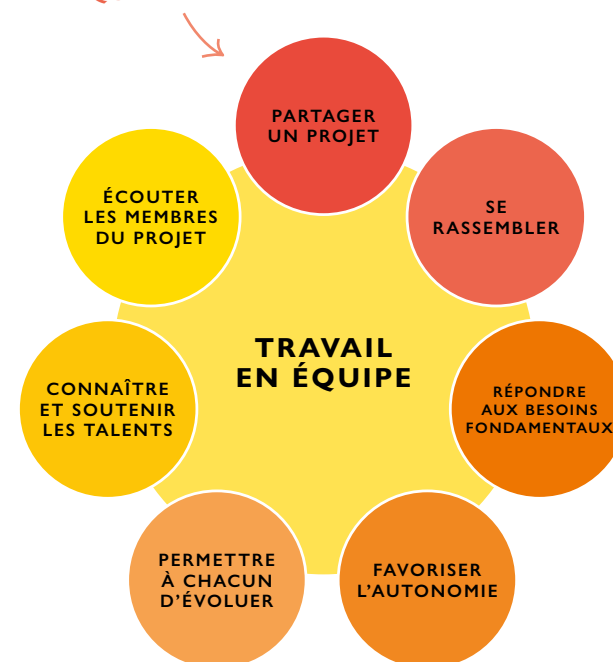 PARTAGER
UN PROJET
SE
RASSEMBLER
RÉPONDRE
AUX BESOINS
FONDAMENTAUX
FAVORISER
L'AUTONOMIE
PERMETTRE
À CHACUN
D'ÉVOLUER
CONNAÎTRE
ET SOUTENIR
LES TALENTS
ÉCOUTER
LES MEMBRES
DU PROJET
TRAVAIL
EN ÉQUIPE